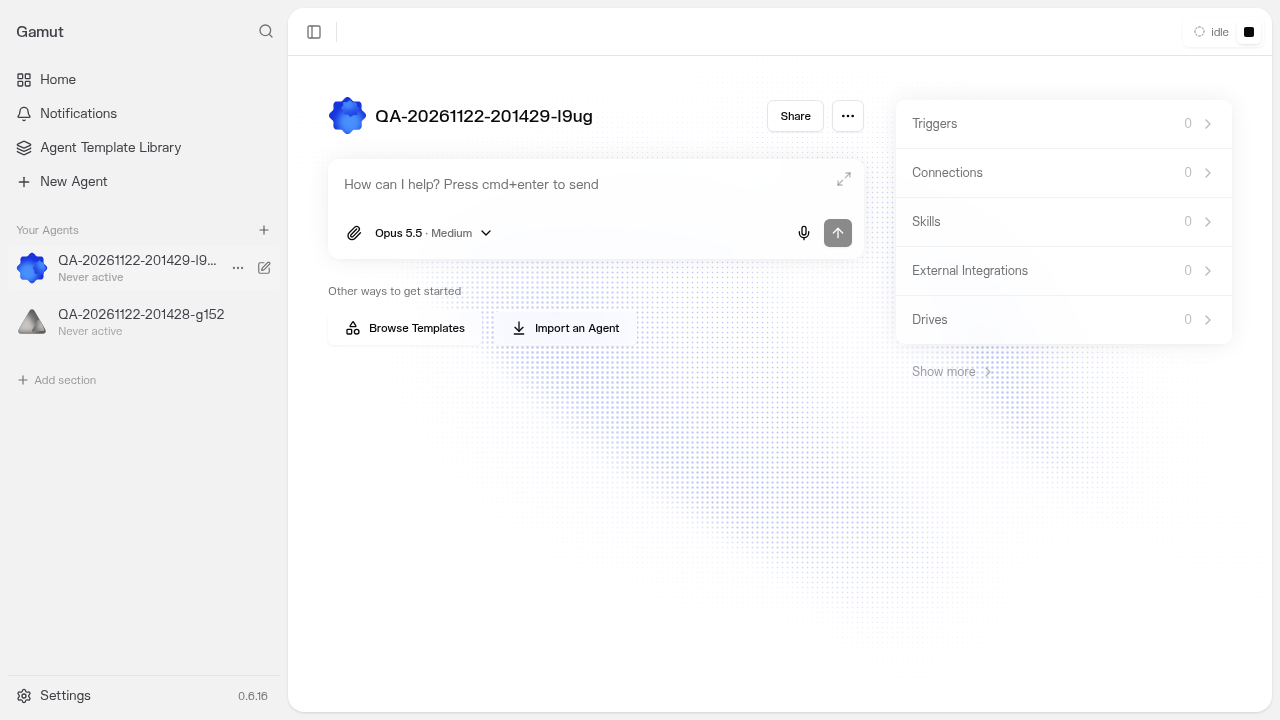 Gamut
Home
Notifications
Agent Template Library
New Agent
Your Agents
QA-20261122-201429-l9...
Never active
QA-20261122-201428-g152
Never active
Add section
Settings
0.6.16
idle
QA-20261122-201429-l9ug
Share
How can I help? Press cmd+enter to send
Opus 5.5 · Medium
Other ways to get started
Browse Templates
Import an Agent
Triggers 0
Connections 0
Skills 0
External Integrations 0
Drives 0
Show more